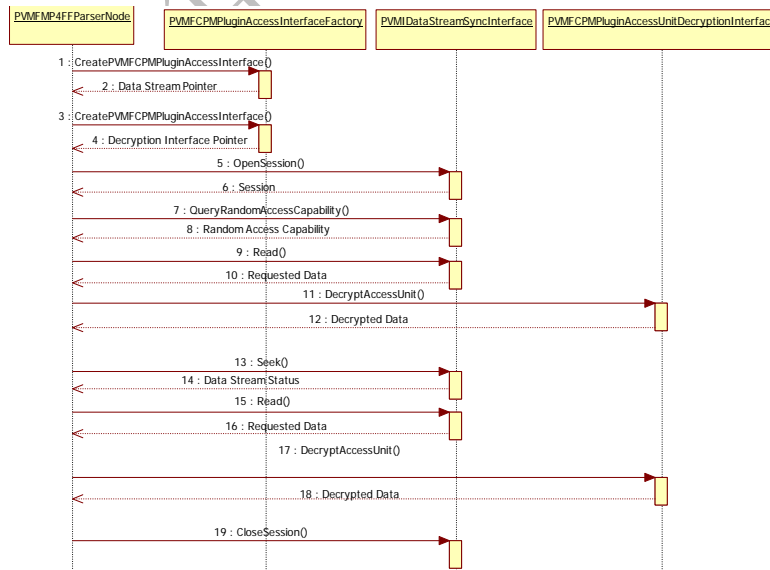 PVMFMP4FFParserNode
PVMFCPMPluginAccessInterfaceFactory
PVMIDataStreamSyncInterface
PVMFCPMPluginAccessUnitDecryptionInterfac
1 : CreatePVMFCPMPluginAccessInterface()
2 : Data Stream Pointer
3 : CreatePVMFCPMPluginAccessInterface()
4 : Decryption Interface Pointer
5 : OpenSession()
6 : Session
7 : QueryRandomAccessCapability()
8 : Random Access Capability
9 : Read()
10 : Requested Data
11 : DecryptAccessUnit()
12 : Decrypted Data
13 : Seek()
14 : Data Stream Status
15 : Read()
16 : Requested Data
17 : DecryptAccessUnit()
18 : Decrypted Data
19 : CloseSession()